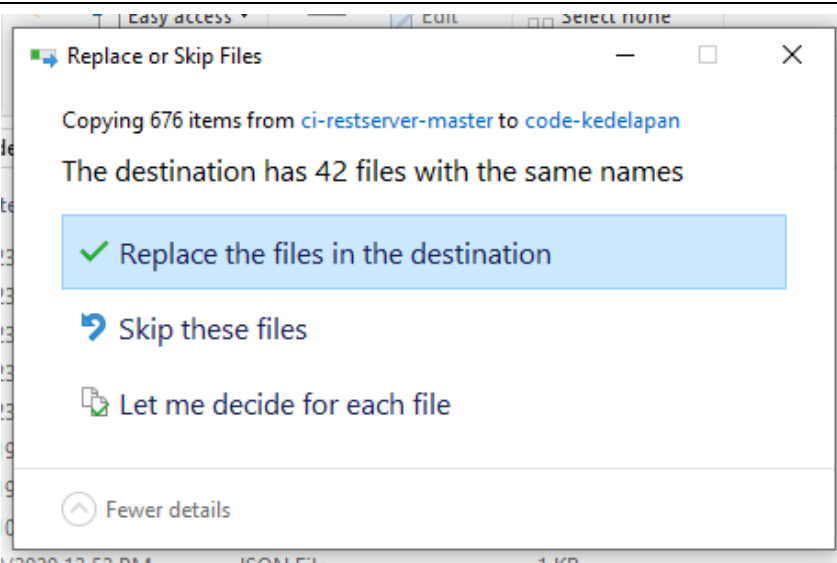 Easy access
Edit
Select none
Replace or Skip Files
Copying 676 items from ci-restserver-master to code-kedelapan
The destination has 42 files with the same names
Replace the files in the destination
Skip these files
Let me decide for each file
Fewer details